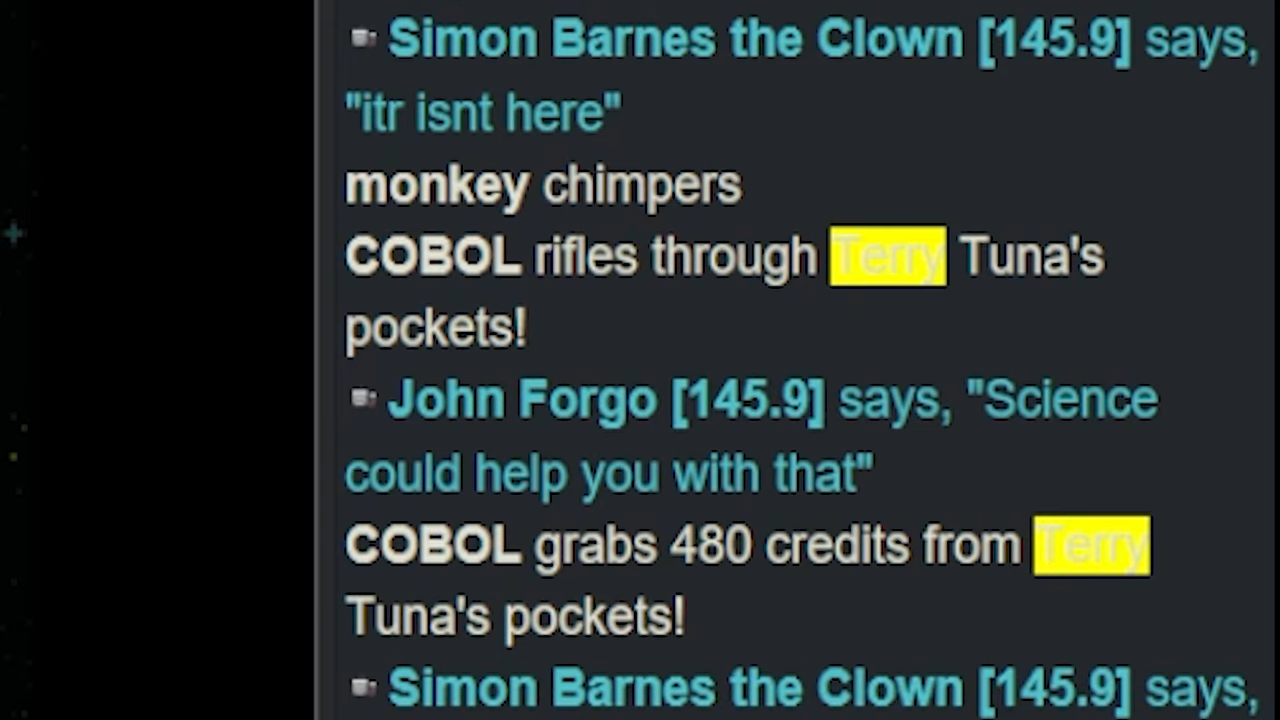 Simon Barnes the Clown [145.9] says,
"itr isnt here"
monkey chimpers
COBOL rifles through Terry Tuna's
pockets!
John Forgo [145.9] says, "Science
could help you with that"
COBOL grabs 480 credits from Terry
Tuna's pockets!
Simon Barnes the Clown [145.9] says,